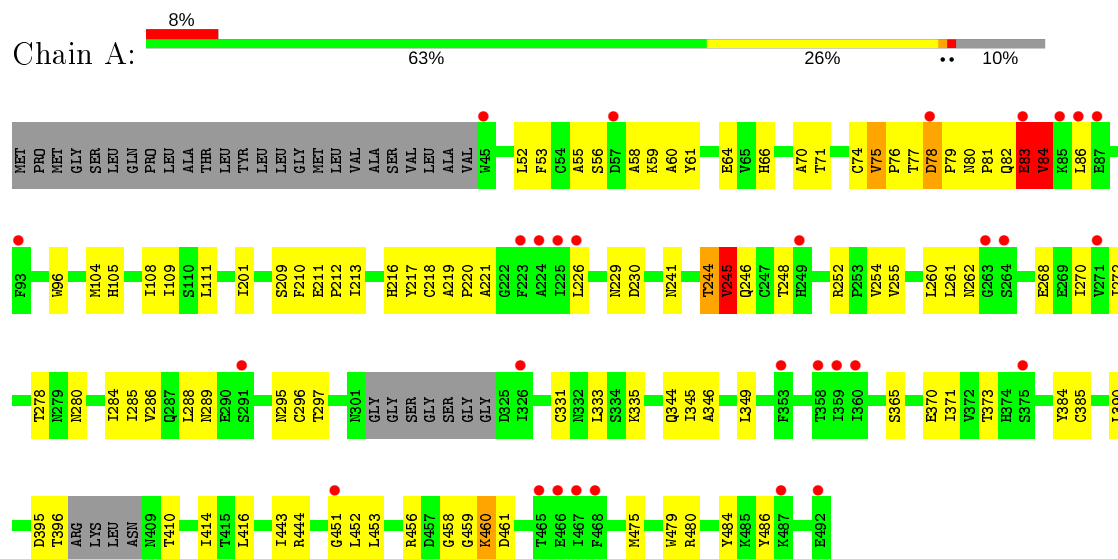 8%
Chain A:
63% 26% •• 10%
MET PRO MET GLY SER LEU LEU GLN PRO LEU ALA THR LEU TYR LEU LEU GLY MET LEU VAL ALA SER VAL LEU ALA VAL W45 L52 F53 C54 A55 S56 D57 A58 K59 A60 Y61 E64 V65 H66 A70 T71 C74 V75 P76 T77 D78 P79 N80 P81 Q82 E83 V84 K85 L86 E87
F93 W96 M104 H105 I108 I109 S110 L111 I201 S209 F210 E211 P212 I213 H216 Y217 C218 A219 P220 A221 G222 F223 A224 I225 L226 N229 D230 N241 T244 V245 Q246 C247 T248 H249 R252 P253 V254 V255 L260 L261 N262 G263 S264 E268 E269 I270 V271
T278 N279 N280 I284 I285 V286 Q287 L288 N289 E290 S291 N295 C296 T297 N301 GLY GLY SER GLY SER GLY GLY D325 I326 C331 N332 L333 S334 K335 Q344 I345 A346 L349 F353 T358 I359 I360 S365 E370 I371 V372 T373 H374 S375 Y384 C385
D395 T396 ARG LYS LEU ASN N409 T410 I414 T415 L416 I443 R444 G451 L452 L453 R456 D457 G458 G459 K460 D461 T465 E466 I467 F468 M475 W479 R480 Y484 K485 Y486 K487 E492